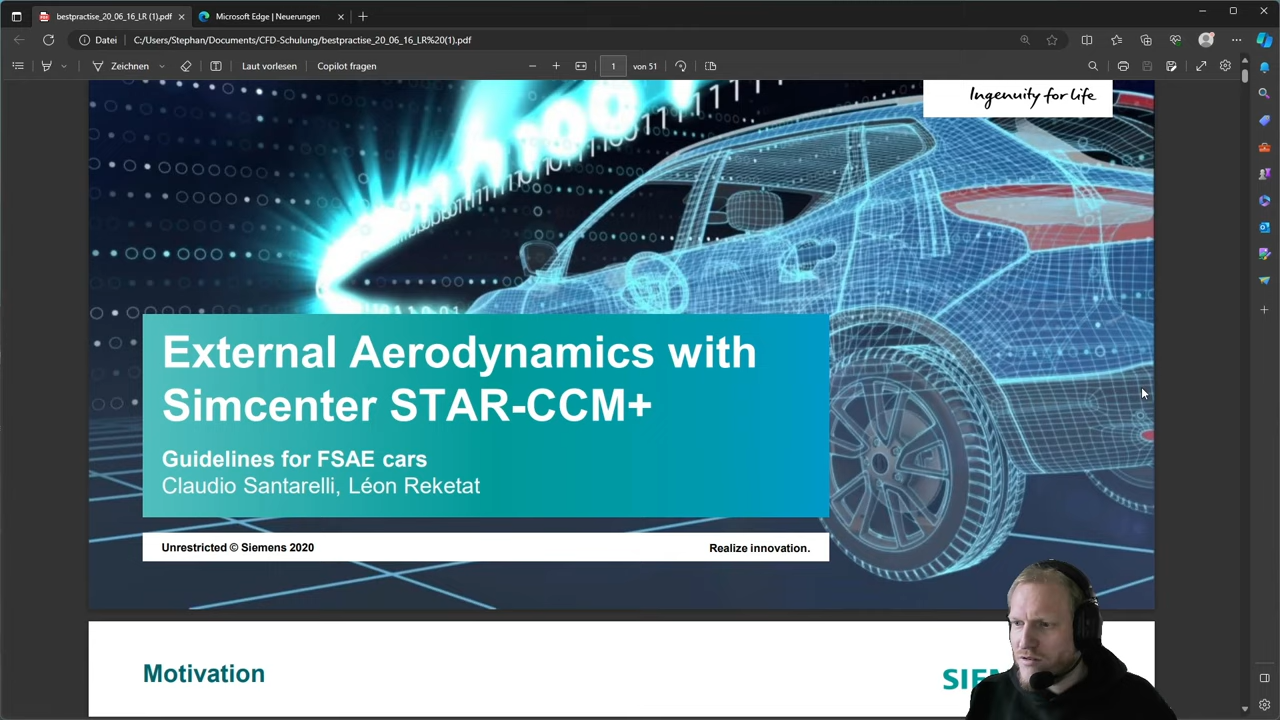 bestpractise_20_06_16_LR (1).pdf
Microsoft Edge | Neuerungen
Datei
C:/Users/Stephan/Documents/CFD-Schulung/bestpractise_20_06_16_LR%20(1).pdf
Zeichnen
Laut vorlesen
Copilot fragen
1
von 51
Ingenuity for life
External Aerodynamics with
Simcenter STAR-CCM+
Guidelines for FSAE cars
Claudio Santarelli, Léon Reketat
Unrestricted © Siemens 2020
Realize innovation.
Motivation